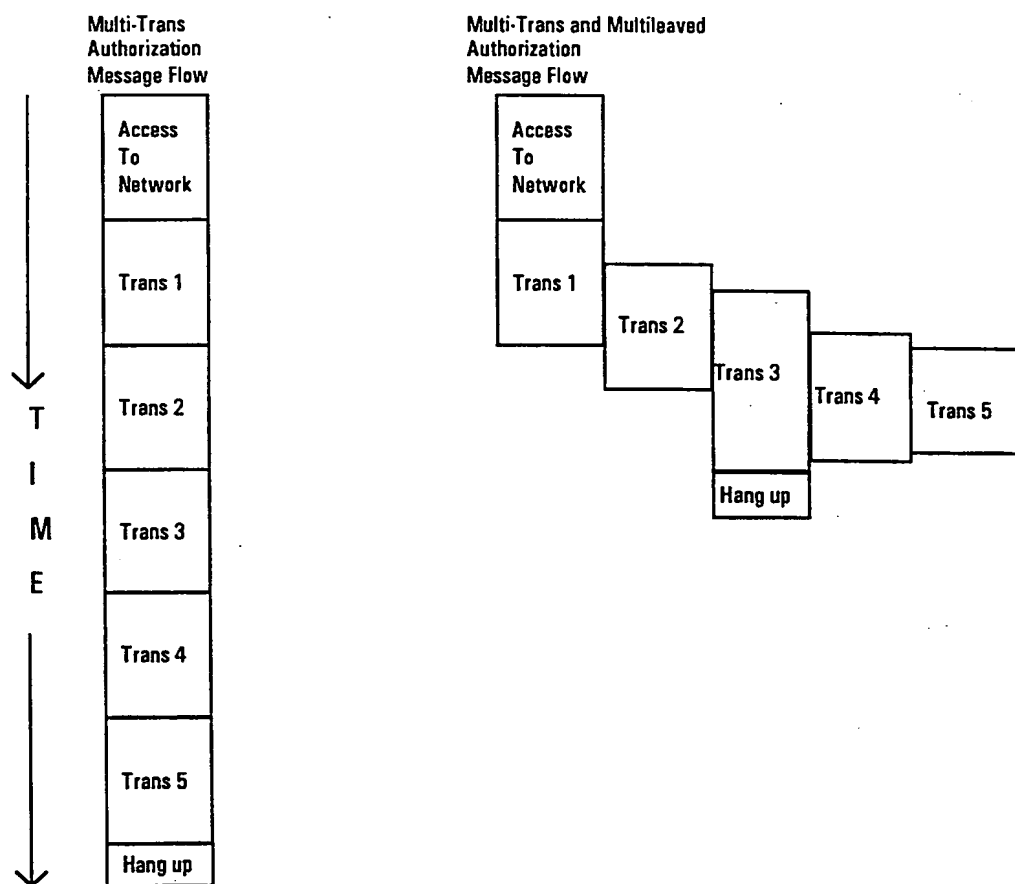 Multi-Trans
Authorization
Message Flow
Access
To
Network
Trans 1
Trans 2
Trans 3
Trans 4
Trans 5
Hang up
T
I
M
E
Multi-Trans and Multileaved
Authorization
Message Flow
Access
To
Network
Trans 1
Trans 2
Trans 3
Trans 4
Trans 5
Hang up